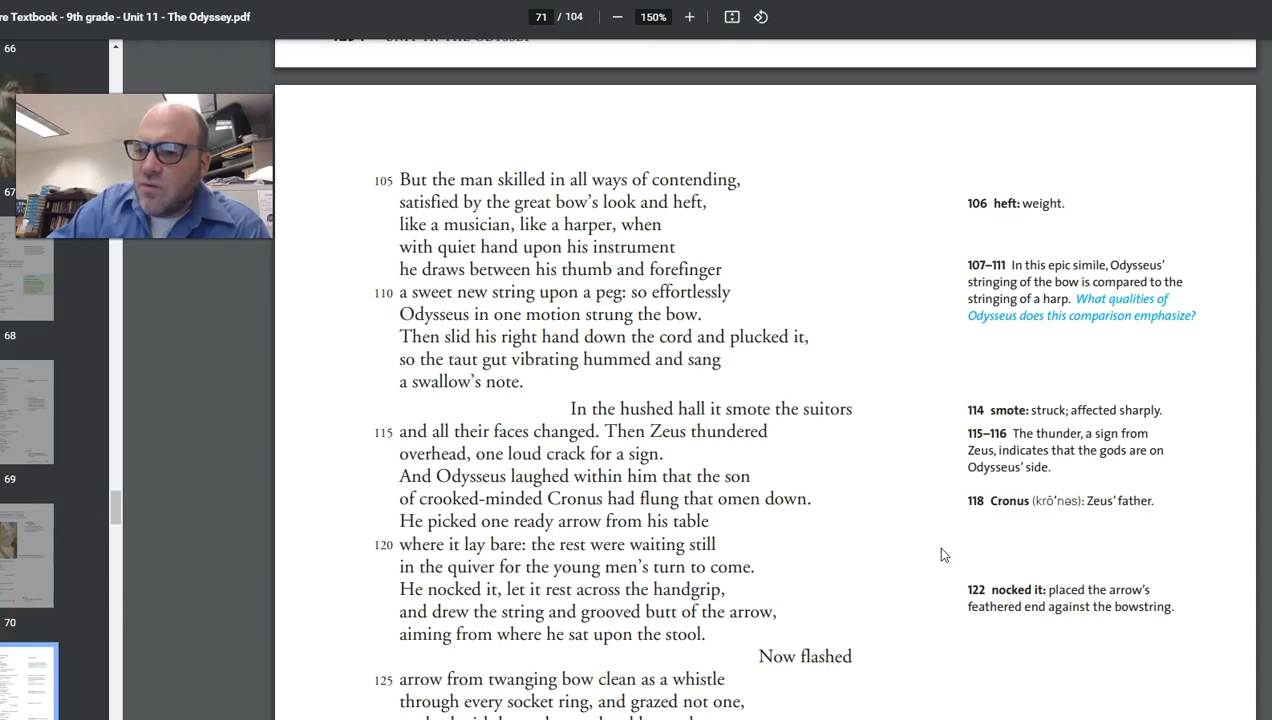 re Textbook - 9th grade - Unit 11 - The Odyssey.pdf
71 / 104
150%
66
67
68
69
70
105 But the man skilled in all ways of contending,
satisfied by the great bow's look and heft,
like a musician, like a harper, when
with quiet hand upon his instrument
he draws between his thumb and forefinger
110 a sweet new string upon a peg: so effortlessly
Odysseus in one motion strung the bow.
Then slid his right hand down the cord and plucked it,
so the taut gut vibrating hummed and sang
a swallow's note.
In the hushed hall it smote the suitors
115 and all their faces changed. Then Zeus thundered
overhead, one loud crack for a sign.
And Odysseus laughed within him that the son
of crooked-minded Cronus had flung that omen down.
He picked one ready arrow from his table
120 where it lay bare: the rest were waiting still
in the quiver for the young men's turn to come.
He nocked it, let it rest across the handgrip,
and drew the string and grooved butt of the arrow,
aiming from where he sat upon the stool.
Now flashed
125 arrow from twanging bow clean as a whistle
through every socket ring, and grazed not one,
106 heft: weight.
107–111 In this epic simile, Odysseus'
stringing of the bow is compared to the
stringing of a harp. What qualities of
Odysseus does this comparison emphasize?
114 smote: struck; affected sharply.
115–116 The thunder, a sign from
Zeus, indicates that the gods are on
Odysseus' side.
118 Cronus (krō'nəs): Zeus' father.
122 nocked it: placed the arrow's
feathered end against the bowstring.